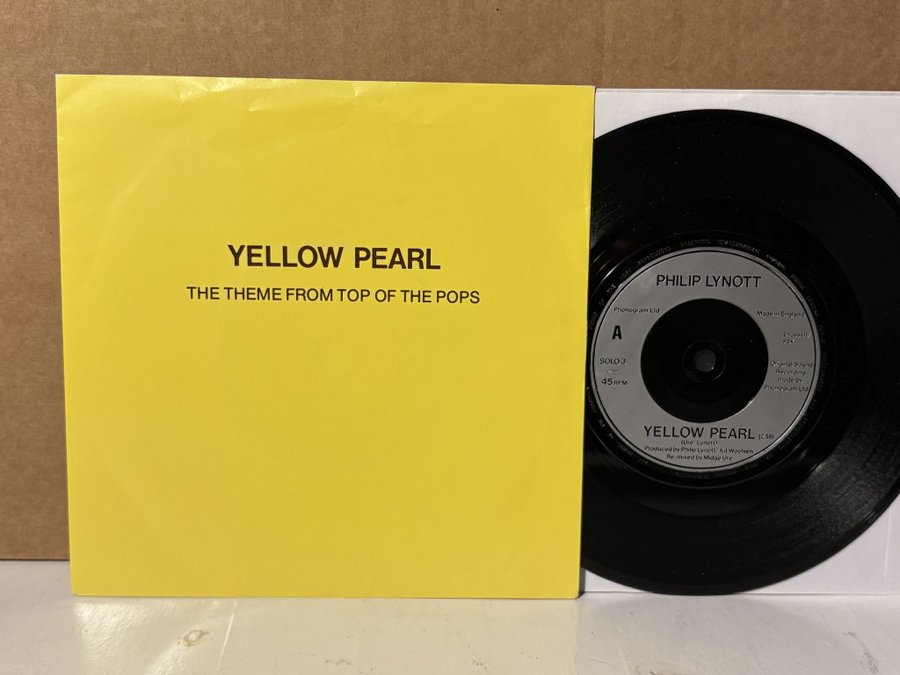 YELLOW PEARL
THE THEME FROM TOP OF THE POPS
PHILIP LYNOTT
Phonogram Ltd
Made in England
A
SOLO 3
45 RPM
Original Sound
Recording
made by
Phonogram Ltd
YELLOW PEARL
(Ure / Lynott)
Produced by Philip Lynott / Kit Woolven
Re-mixed by Midge Ure